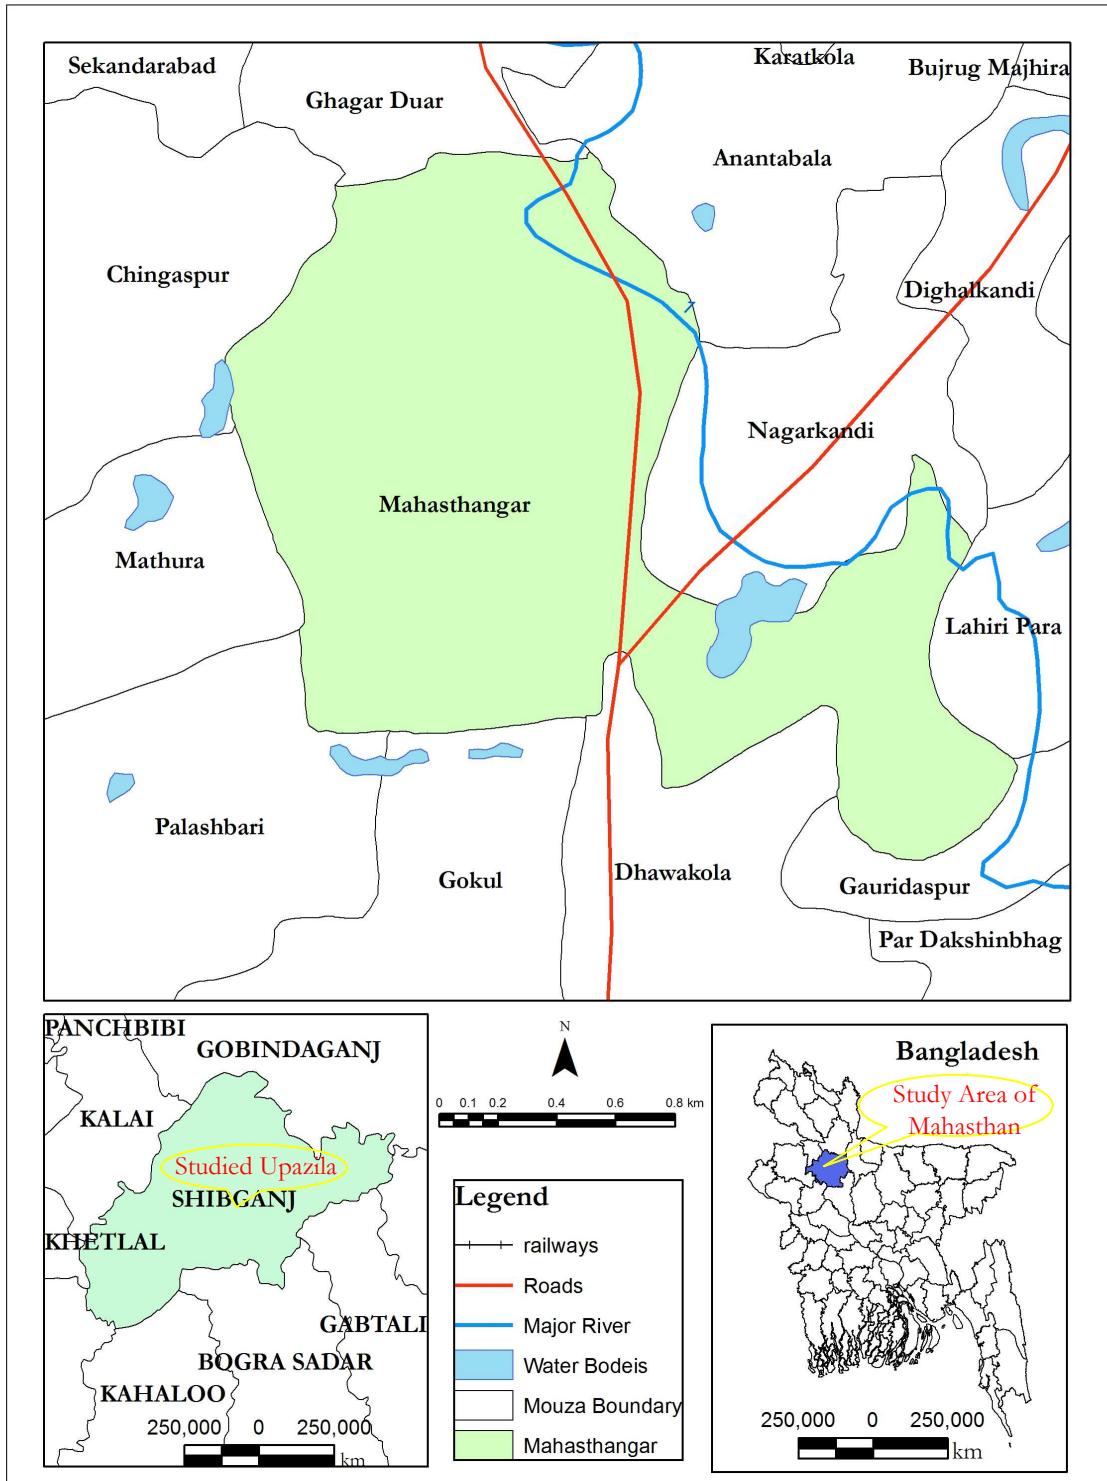 Sekandarabad
Ghagar Duar
Karatkola
Bujrug Majhira
Anantabala
Chingaspur
Dighalkandi
Nagarkandi
Mahasthangar
Mathura
Lahiri Para
Palashbari
Gokul
Dhawakola
Gauridaspur
Par Dakshinbhag
PANCHBIBI
GOBINDAGANJ
KALAI
Studied Upazila
SHIBGANJ
KHETLAL
GABTALI
BOGRA SADAR
KAHALOO
250,000 0 250,000
km
N
0 0.1 0.2 0.4 0.6 0.8
km
Legend
railways
Roads
Major River
Water Bodeis
Mouza Boundary
Mahasthangar
Bangladesh
Study Area of
Mahasthan
250,000 0 250,000
km